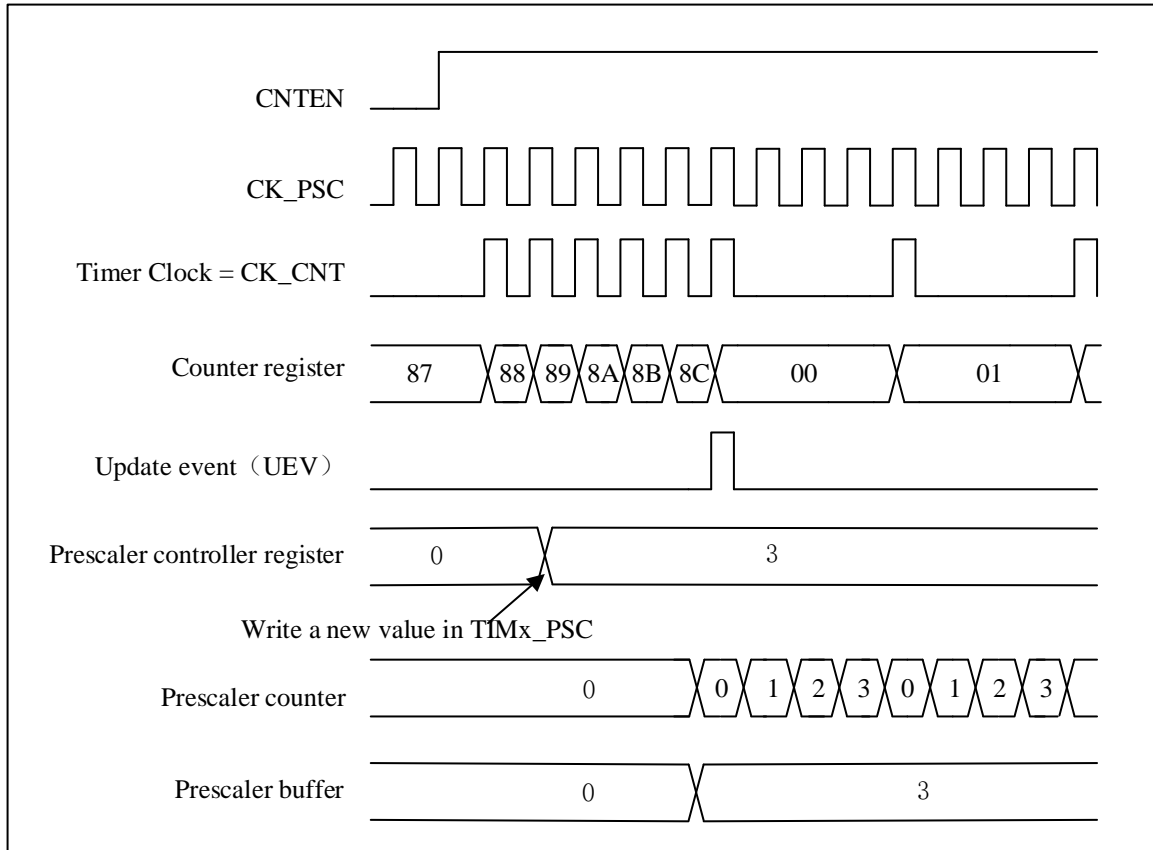 CNTEN
CK_PSC
Timer Clock = CK_CNT
Counter register
87 88 89 8A 8B 8C 00 01
Update event（UEV）
Prescaler controller register
0 3
Write a new value in TIMx_PSC
Prescaler counter
0 0 1 2 3 0 1 2 3
Prescaler buffer
0 3